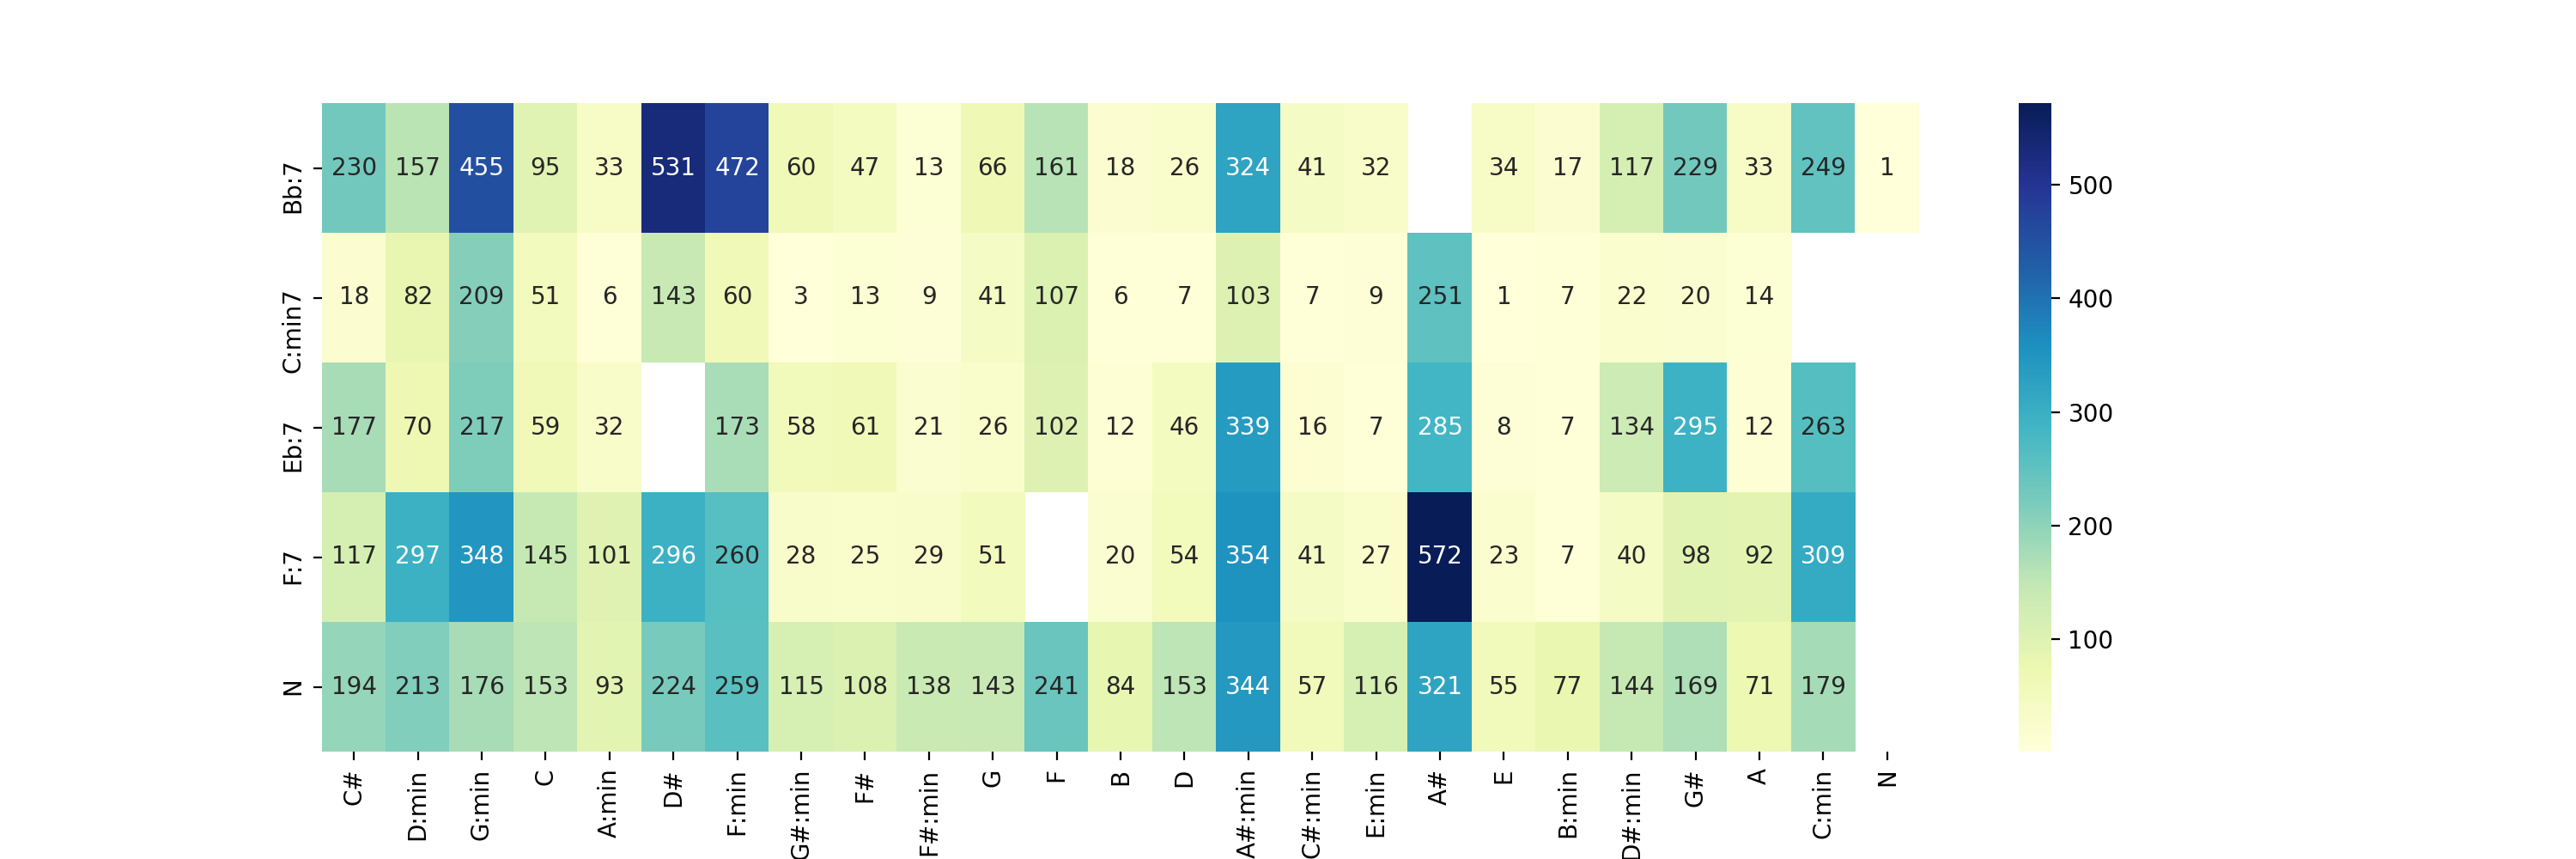 Bb:7 230 157 455 95 33 531 472 60 47 13 66 161 18 26 324 41 32 34 17 117 229 33 249 1
C:min7 18 82 209 51 6 143 60 3 13 9 41 107 6 7 103 7 9 251 1 7 22 20 14
Eb:7 177 70 217 59 32 173 58 61 21 26 102 12 46 339 16 7 285 8 7 134 295 12 263
F:7 117 297 348 145 101 296 260 28 25 29 51 20 54 354 41 27 572 23 7 40 98 92 309
N 194 213 176 153 93 224 259 115 108 138 143 241 84 153 344 57 116 321 55 77 144 169 71 179
C# D:min G:min C A:min D# F:min G#:min F# F#:min G F B D A#:min C#:min E:min A# E B:min D#:min G# A C:min N
500
400
300
200
100